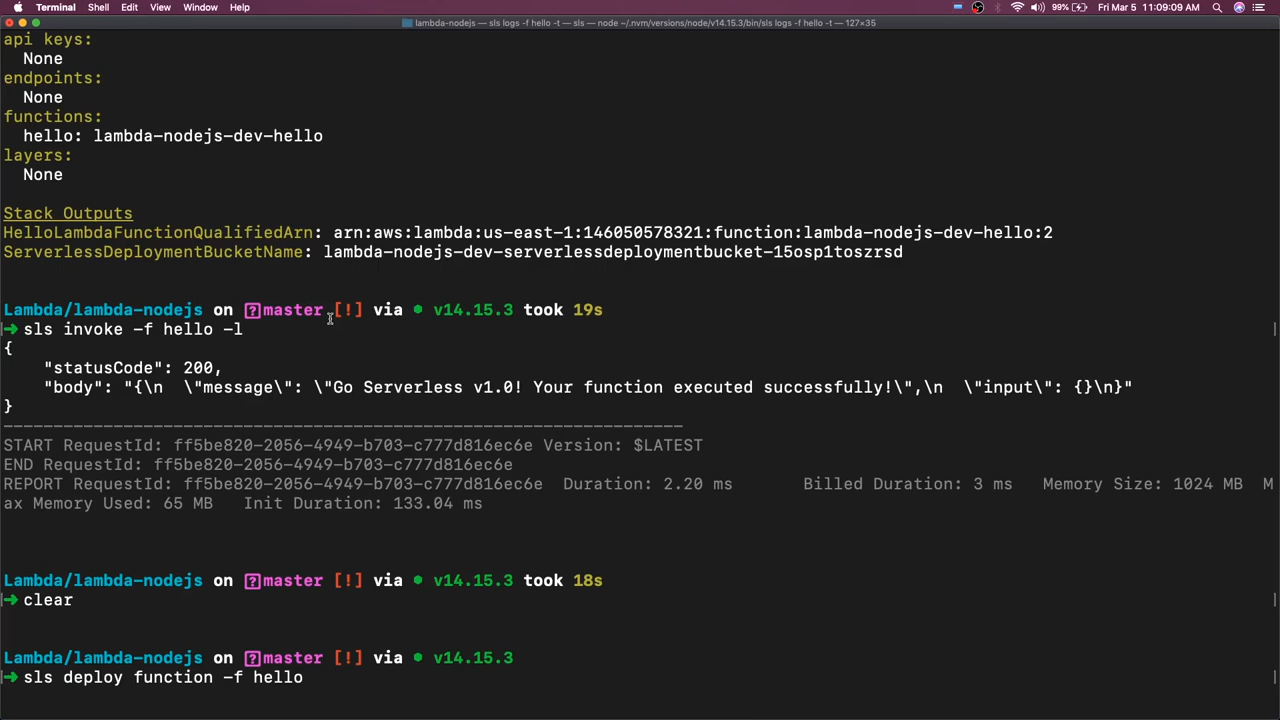 Terminal Shell Edit View Window Help 99% Fri Mar 5 11:09:09 AM
lambda-nodejs — sls logs -f hello -t — sls — node ~/.nvm/versions/node/v14.15.3/bin/sls logs -f hello -t — 127×35
api keys:
None
endpoints:
None
functions:
hello: lambda-nodejs-dev-hello
layers:
None
Stack Outputs
HelloLambdaFunctionQualifiedArn: arn:aws:lambda:us-east-1:146050578321:function:lambda-nodejs-dev-hello:2
ServerlessDeploymentBucketName: lambda-nodejs-dev-serverlessdeploymentbucket-15osp1toszrsd
Lambda/lambda-nodejs on ?master [!] via v14.15.3 took 19s
➜ sls invoke -f hello -l
{
"statusCode": 200,
"body": "{\n  \"message\": \"Go Serverless v1.0! Your function executed successfully!\",\n  \"input\": {}\n}"
}
--------------------------------------------------------------------
START RequestId: ff5be820-2056-4949-b703-c777d816ec6e Version: $LATEST
END RequestId: ff5be820-2056-4949-b703-c777d816ec6e
REPORT RequestId: ff5be820-2056-4949-b703-c777d816ec6e Duration: 2.20 ms Billed Duration: 3 ms Memory Size: 1024 MB M
ax Memory Used: 65 MB Init Duration: 133.04 ms
Lambda/lambda-nodejs on ?master [!] via v14.15.3 took 18s
➜ clear
Lambda/lambda-nodejs on ?master [!] via v14.15.3
➜ sls deploy function -f hello